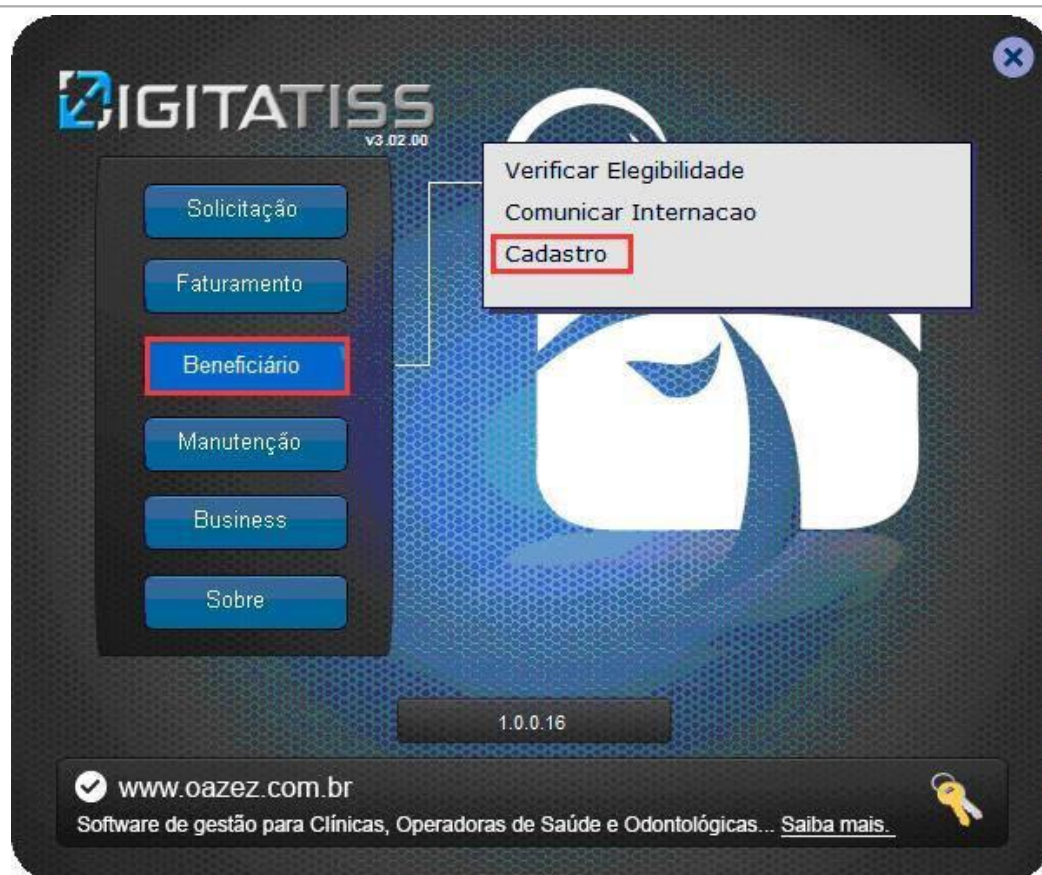 DIGITATISS
v3.02.00
Solicitação
Faturamento
Beneficiário
Manutenção
Business
Sobre
Verificar Elegibilidade
Comunicar Internacao
Cadastro
1.0.0.16
www.oazez.com.br
Software de gestão para Clínicas, Operadoras de Saúde e Odontológicas... Saiba mais.